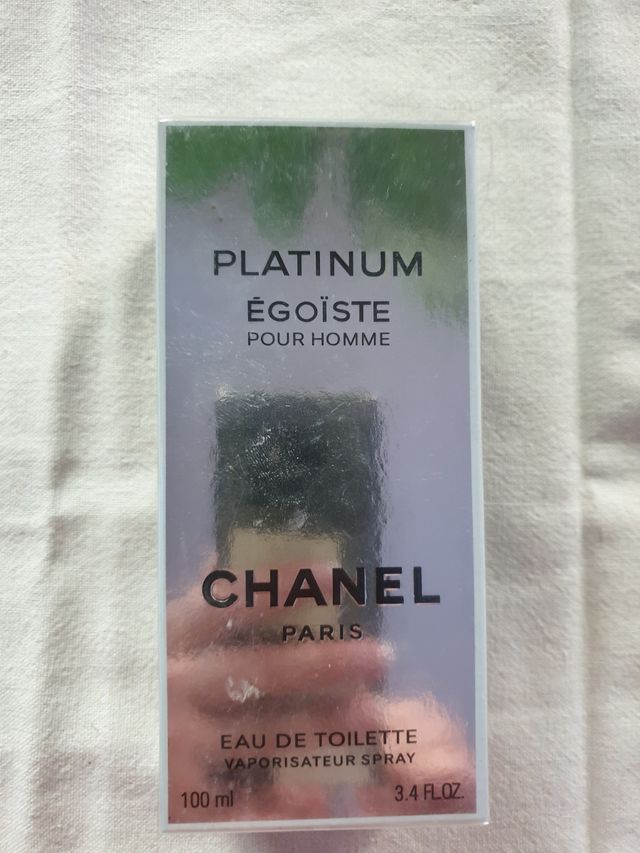 PLATINUM
ÉGOÏSTE
POUR HOMME
CHANEL
PARIS
EAU DE TOILETTE
VAPORISATEUR SPRAY
100 ml 3.4 FL.OZ.